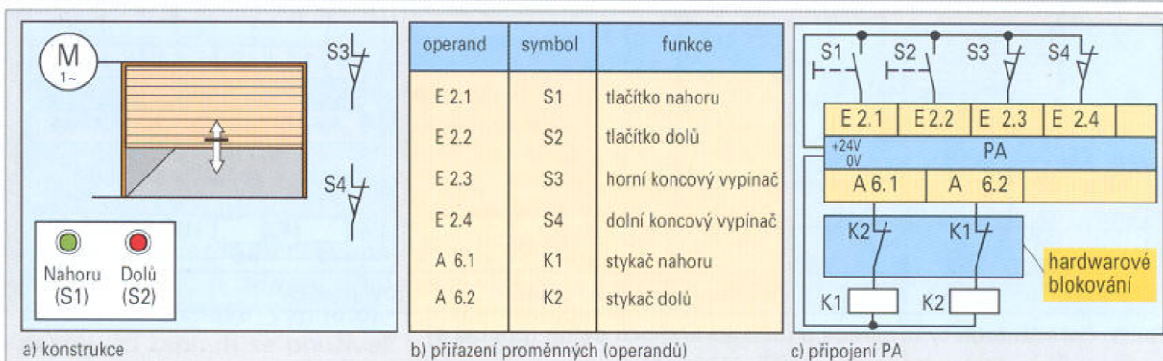 M
1~
S3
S4
Nahoru Dolů
(S1) (S2)
a) konstrukce
operand symbol funkce
E 2.1 S1 tlačítko nahoru
E 2.2 S2 tlačítko dolů
E 2.3 S3 horní koncový vypínač
E 2.4 S4 dolní koncový vypínač
A 6.1 K1 stykač nahoru
A 6.2 K2 stykač dolů
b) přiřazení proměnných (operandů)
S1 S2 S3 S4
E 2.1 E 2.2 E 2.3 E 2.4
+24V
0V
PA
A 6.1 A 6.2
K2 K1
hardwarové
blokování
K1 K2
c) připojení PA